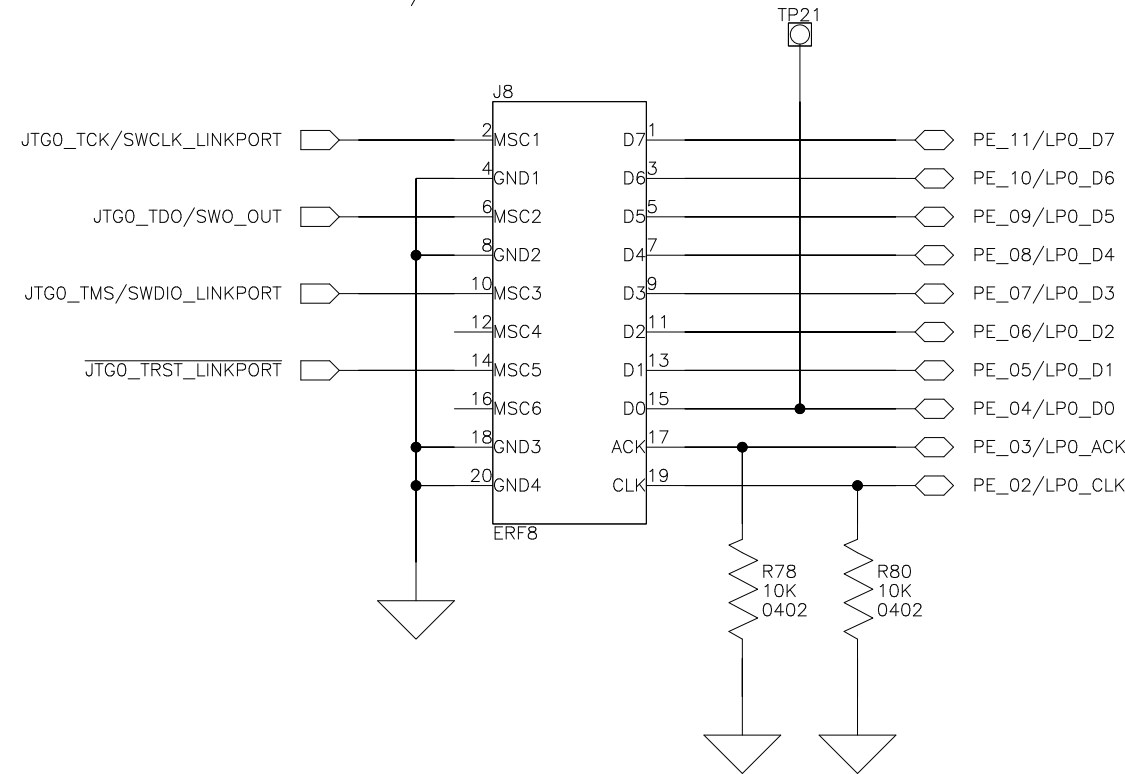 TP21
J8
JTG0_TCK/SWCLK_LINKPORT 2 MSC1 D7 1 PE_11/LP0_D7
4 GND1 D6 3 PE_10/LP0_D6
JTG0_TDO/SWO_OUT 6 MSC2 D5 5 PE_09/LP0_D5
8 GND2 D4 7 PE_08/LP0_D4
JTG0_TMS/SWDIO_LINKPORT 10 MSC3 D3 9 PE_07/LP0_D3
12 MSC4 D2 11 PE_06/LP0_D2
JTG0_TRST_LINKPORT 14 MSC5 D1 13 PE_05/LP0_D1
16 MSC6 D0 15 PE_04/LP0_D0
18 GND3 ACK 17 PE_03/LP0_ACK
20 GND4 CLK 19 PE_02/LP0_CLK
ERF8
R78 R80
10K 10K
0402 0402